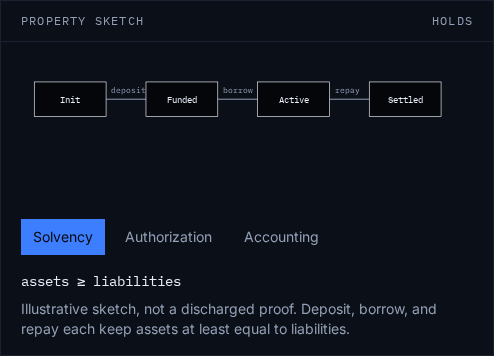 PROPERTY SKETCH HOLDS
Init deposit Funded borrow Active repay Settled
Solvency Authorization Accounting
assets ≥ liabilities
Illustrative sketch, not a discharged proof. Deposit, borrow, and
repay each keep assets at least equal to liabilities.